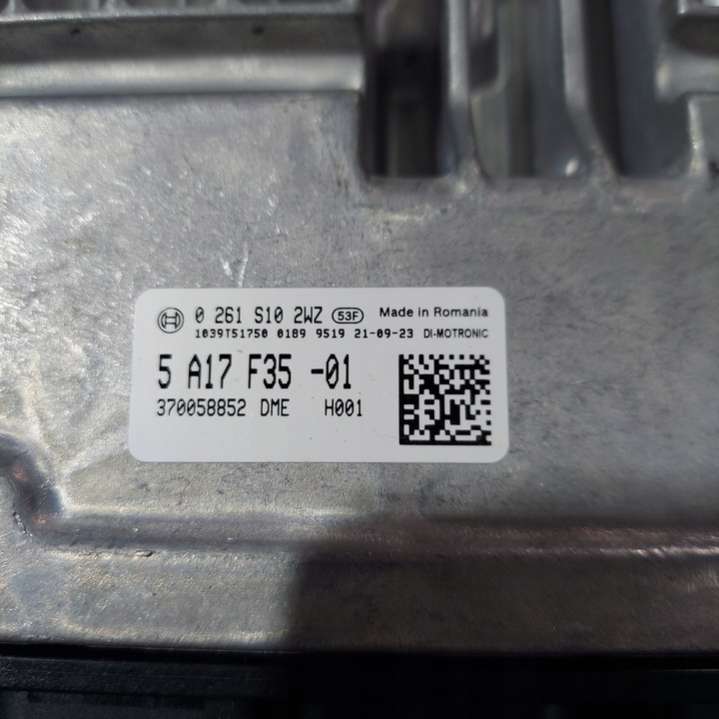 0 261 S10 2WZ 53F Made in Romania
1039T51750 0189 9519 21-09-23 DI-MOTRONIC
5 A17 F35 -01
370058852 DME H001